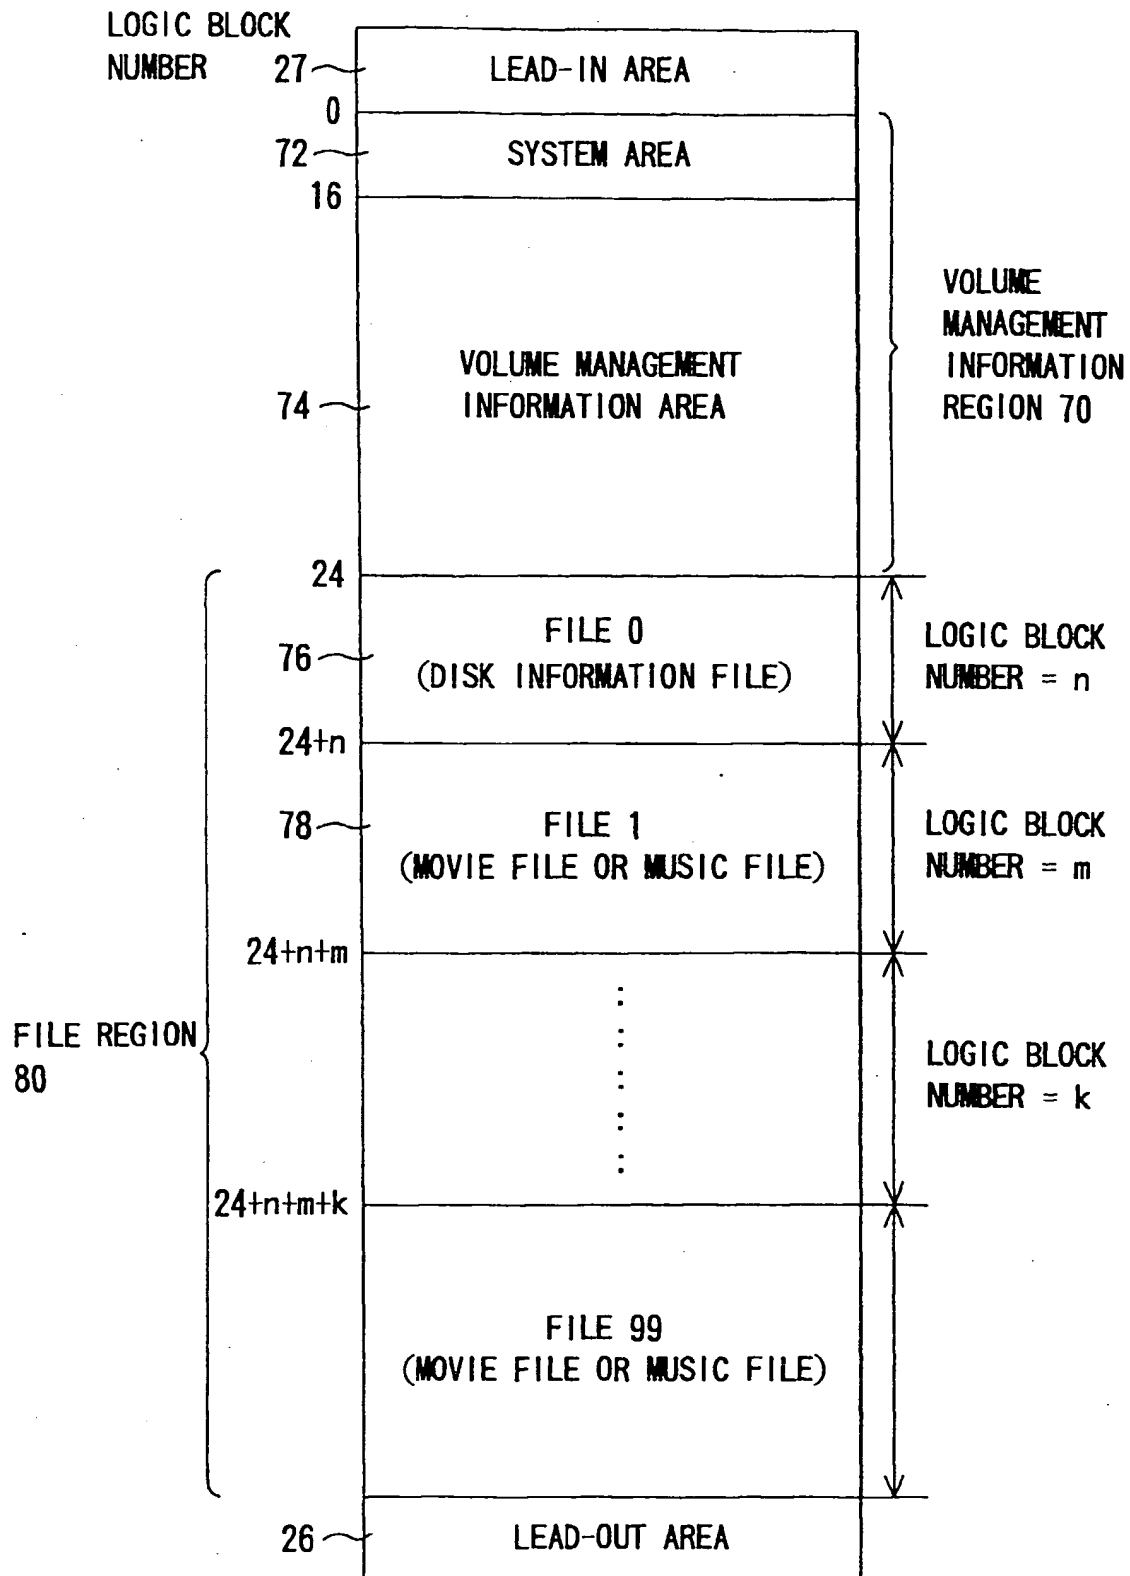 LOGIC BLOCK
NUMBER
27
LEAD-IN AREA
0
72
SYSTEM AREA
16
VOLUME
MANAGEMENT
INFORMATION
REGION 70
VOLUME MANAGEMENT
INFORMATION AREA
74
24
FILE 0
(DISK INFORMATION FILE)
76
LOGIC BLOCK
NUMBER = n
24+n
78
FILE 1
(MOVIE FILE OR MUSIC FILE)
LOGIC BLOCK
NUMBER = m
24+n+m
FILE REGION
80
LOGIC BLOCK
NUMBER = k
24+n+m+k
FILE 99
(MOVIE FILE OR MUSIC FILE)
26
LEAD-OUT AREA